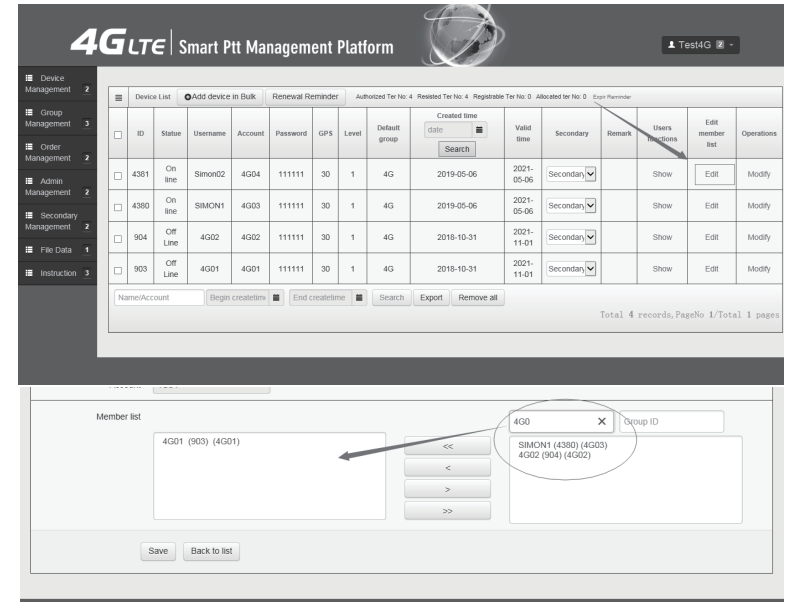 4G LTE Smart Ptt Management Platform
Test4G 2
Device Management 2
Group Management 3
Order Management 2
Admin Management 2
Secondary Management 2
File Data 1
Instruction 3
Device List Add device in Bulk Renewal Reminder Authorized Ter No: 4 Resisted Ter No: 4 Registrable Ter No: 0 Allocated ter No: 0 Expir Reminder
ID Statue Username Account Password GPS Level Default group Created time date Search Valid time Secondary Remark Users functions Edit member list Operations
4381 On line Simon02 4G04 111111 30 1 4G 2019-05-06 2021-05-06 Secondary Show Edit Modify
4380 On line SIMON1 4G03 111111 30 1 4G 2019-05-06 2021-05-06 Secondary Show Edit Modify
904 Off Line 4G02 4G02 111111 30 1 4G 2018-10-31 2021-11-01 Secondary Show Edit Modify
903 Off Line 4G01 4G01 111111 30 1 4G 2018-10-31 2021-11-01 Secondary Show Edit Modify
Name/Account Begin createtime End createtime Search Export Remove all
Total 4 records,PageNo 1/Total 1 pages
Member list
4G0 X Group ID
4G01 (903) (4G01)
<<
<
>
>>
SIMON1 (4380) (4G03)
4G02 (904) (4G02)
Save Back to list